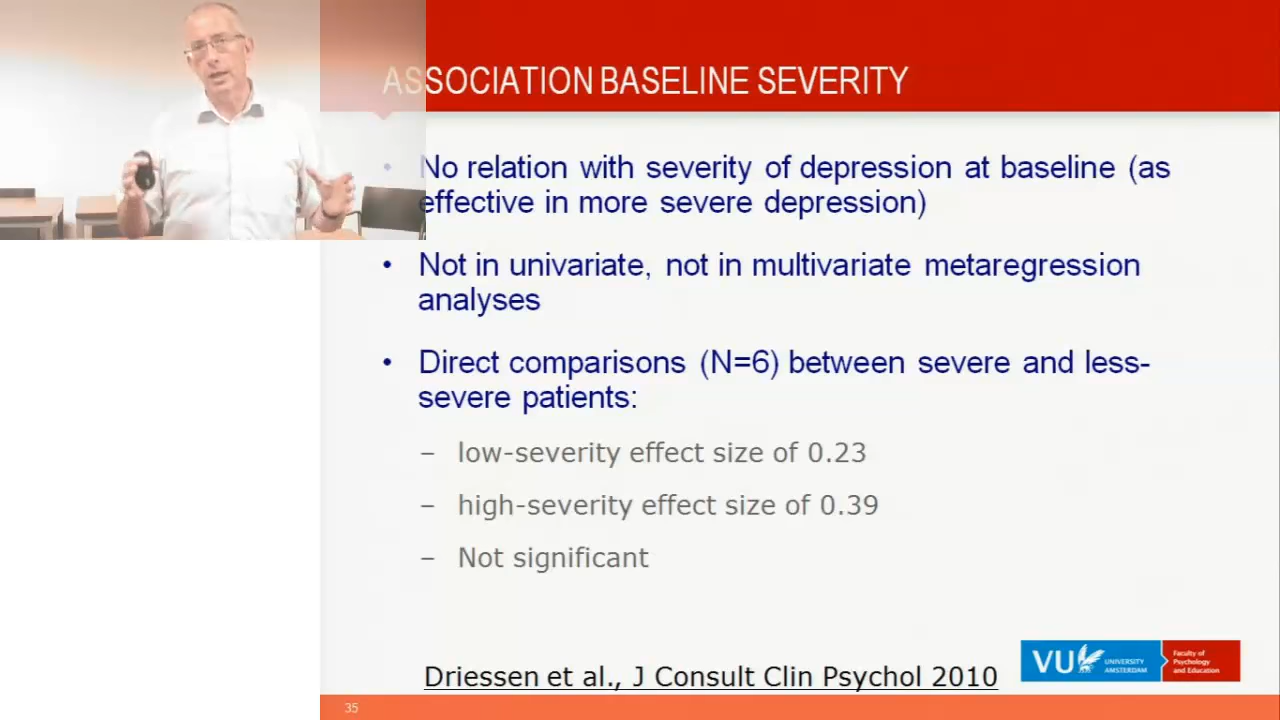 ASSOCIATION BASELINE SEVERITY
• No relation with severity of depression at baseline (as
effective in more severe depression)
• Not in univariate, not in multivariate metaregression
analyses
• Direct comparisons (N=6) between severe and less-
severe patients:
– low-severity effect size of 0.23
– high-severity effect size of 0.39
– Not significant
Driessen et al., J Consult Clin Psychol 2010
VU UNIVERSITY
AMSTERDAM
Faculty of
Psychology
and Education
35